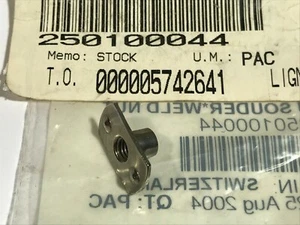 250100044
Memo: STOCK U.M.: PAC
T.O. 000005742641 LIGN
SOUDER*WELD NU
50100044
IN: SWITZERLAN
25 Aug 2004 QT: PAC